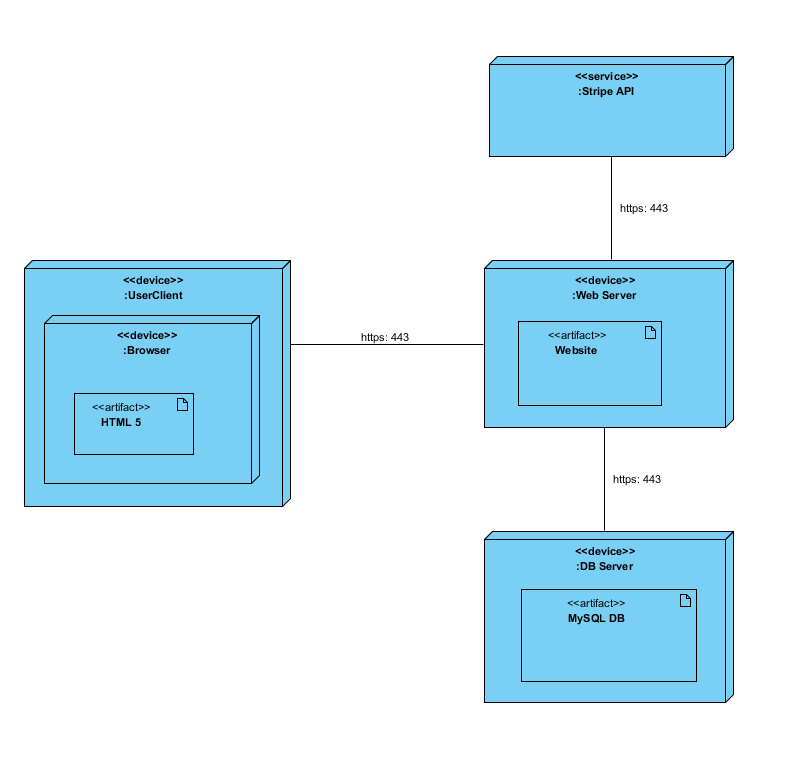 <<service>>
:Stripe API
https: 443
<<device>>
:UserClient
<<device>>
:Browser
<<artifact>>
HTML 5
https: 443
<<device>>
:Web Server
<<artifact>>
Website
https: 443
<<device>>
:DB Server
<<artifact>>
MySQL DB